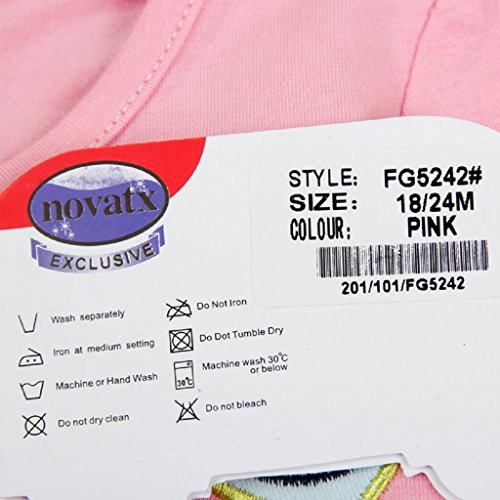 novatx
EXCLUSIVE
STYLE: FG5242#
SIZE: 18/24M
COLOUR: PINK
201/101/FG5242
Wash separately
Iron at medium setting
Machine or Hand Wash
Do not dry clean
Do Not Iron
Do Dot Tumble Dry
Machine wash 30℃
or below
30℃
Do not bleach